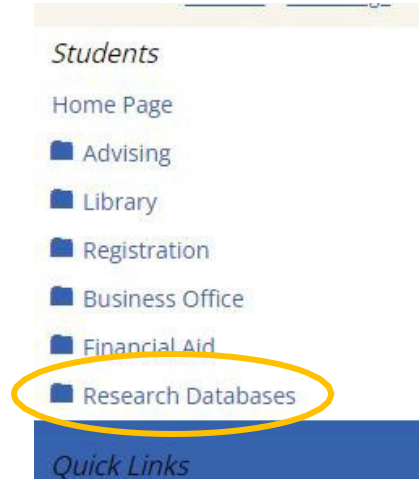 Students
Home Page
Advising
Library
Registration
Business Office
Financial Aid
Research Databases
Quick Links